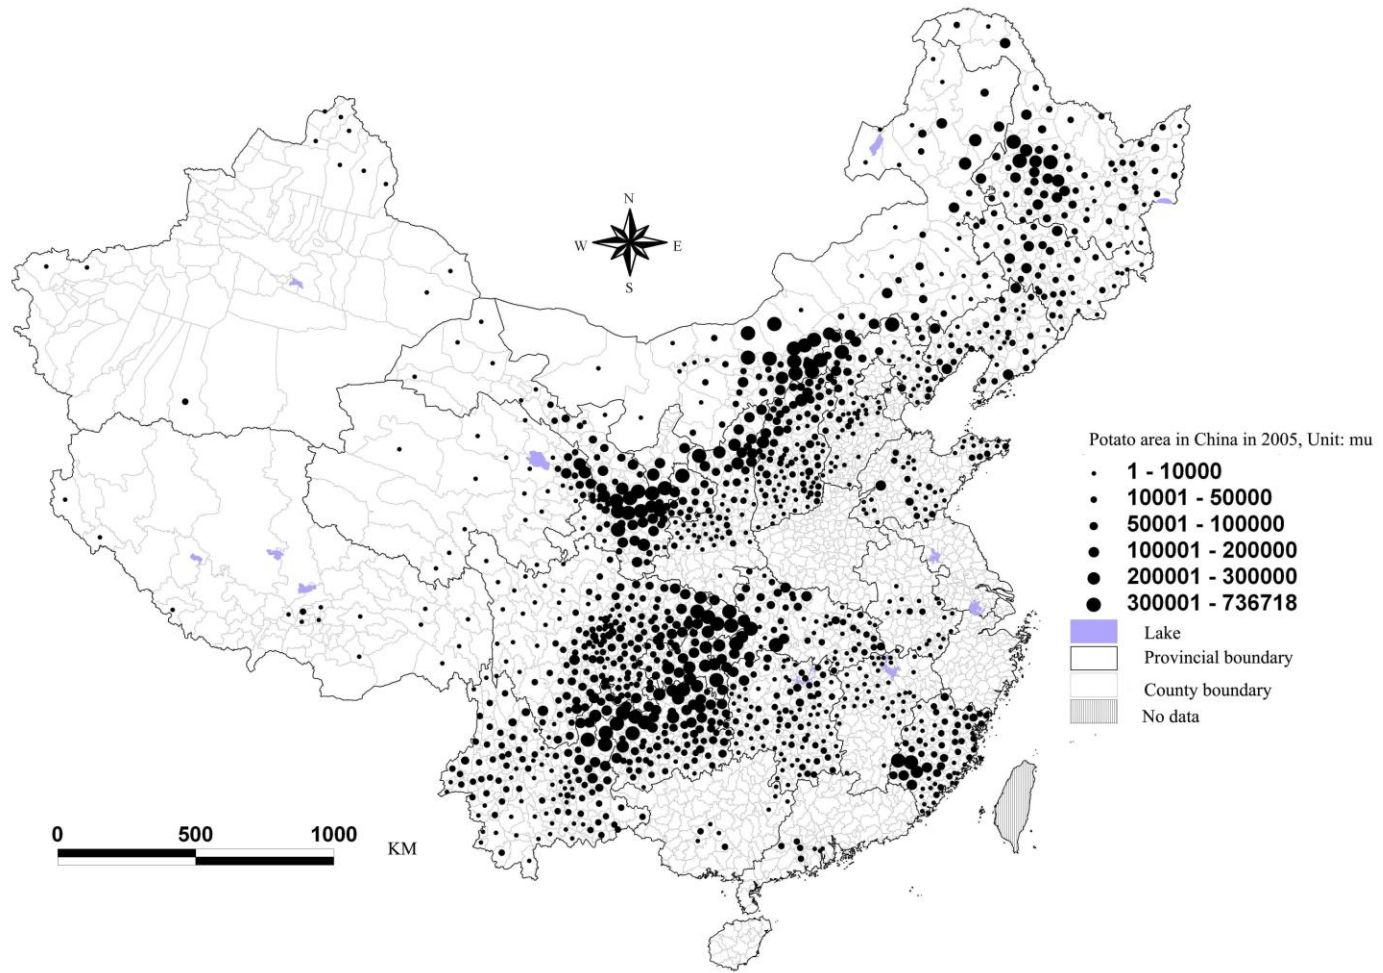 N
W E
S
Potato area in China in 2005, Unit: mu
1 - 10000
10001 - 50000
50001 - 100000
100001 - 200000
200001 - 300000
300001 - 736718
Lake
Provincial boundary
County boundary
No data
0 500 1000
KM